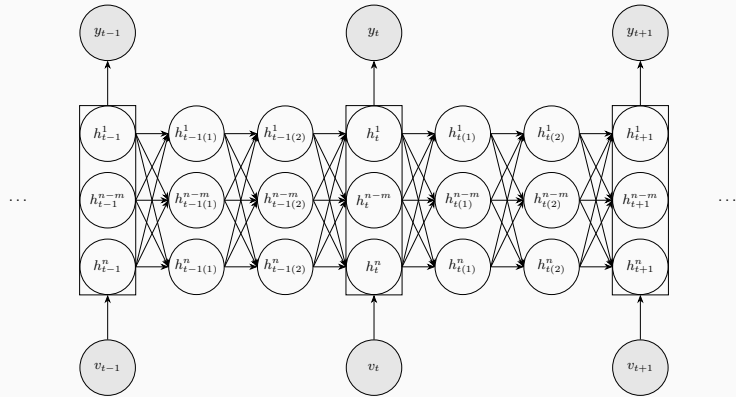 y_{t−1} y_t y_{t+1}
h^1_{t−1} h^1_{t−1(1)} h^1_{t−1(2)} h^1_t h^1_{t(1)} h^1_{t(2)} h^1_{t+1}
… h^{n−m}_{t−1} h^{n−m}_{t−1(1)} h^{n−m}_{t−1(2)} h^{n−m}_t h^{n−m}_{t(1)} h^{n−m}_{t(2)} h^{n−m}_{t+1} …
h^n_{t−1} h^n_{t−1(1)} h^n_{t−1(2)} h^n_t h^n_{t(1)} h^n_{t(2)} h^n_{t+1}
v_{t−1} v_t v_{t+1}